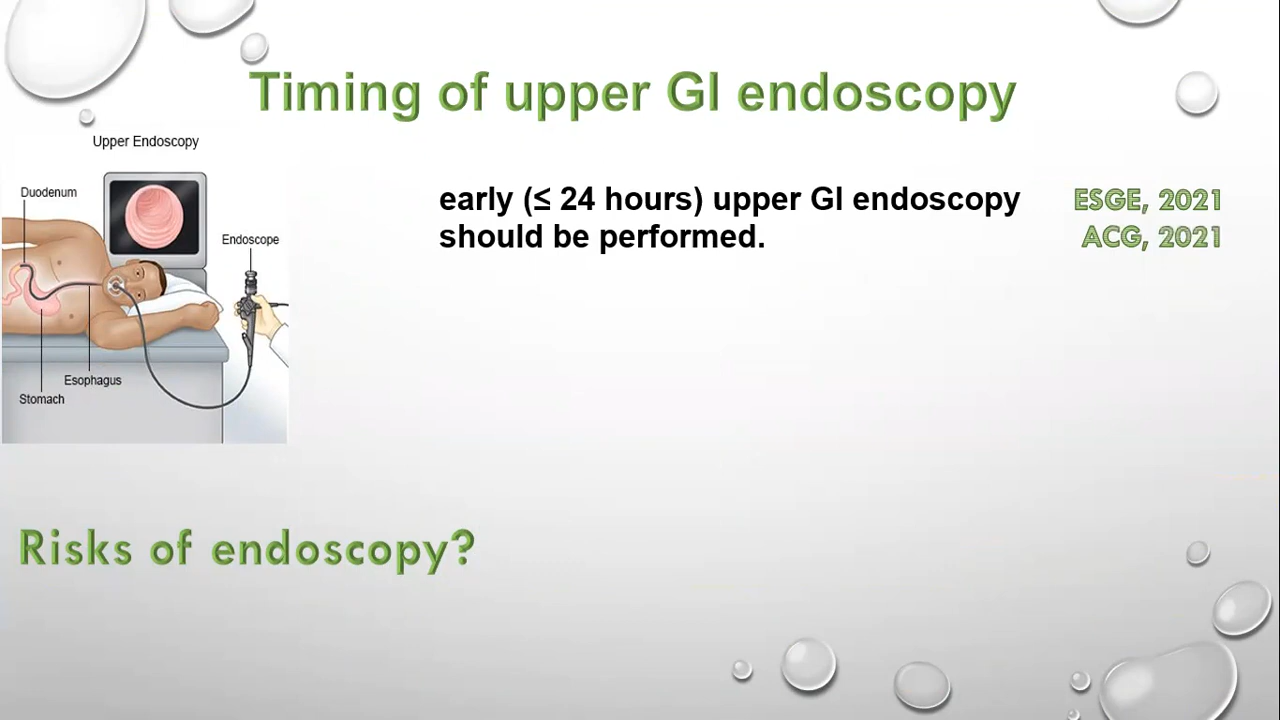 Timing of upper GI endoscopy
Upper Endoscopy
Duodenum
Endoscope
Esophagus
Stomach
early (≤ 24 hours) upper GI endoscopy
should be performed.
ESGE, 2021
ACG, 2021
Risks of endoscopy?